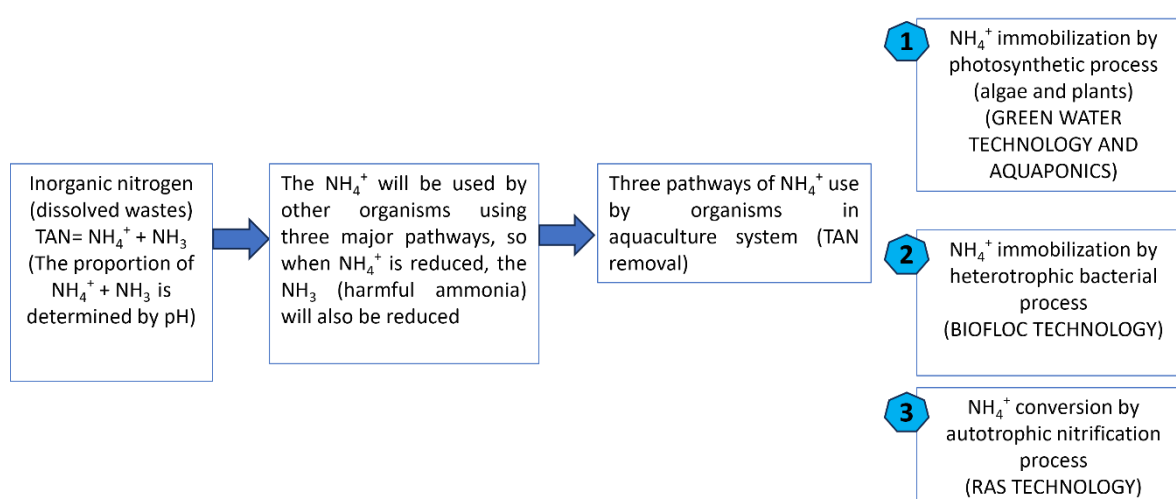 Inorganic nitrogen
(dissolved wastes)
TAN= NH₄⁺ + NH₃
(The proportion of
NH₄⁺ + NH₃ is
determined by pH)
The NH₄⁺ will be used by
other organisms using
three major pathways, so
when NH₄⁺ is reduced, the
NH₃ (harmful ammonia)
will also be reduced
Three pathways of NH₄⁺ use
by organisms in
aquaculture system (TAN
removal)
1
NH₄⁺ immobilization by
photosynthetic process
(algae and plants)
(GREEN WATER
TECHNOLOGY AND
AQUAPONICS)
2
NH₄⁺ immobilization by
heterotrophic bacterial
process
(BIOFLOC TECHNOLOGY)
3
NH₄⁺ conversion by
autotrophic nitrification
process
(RAS TECHNOLOGY)